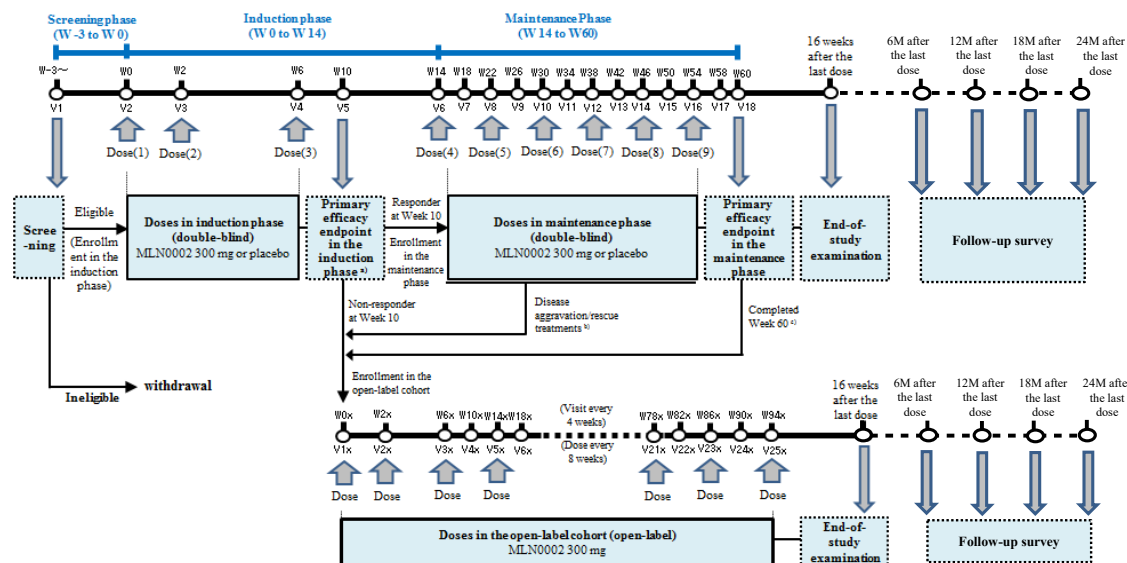 Screening phase
(W -3 to W 0)
Induction phase
(W 0 to W 14)
Maintenance Phase
(W 14 to W60)
16 weeks
after the
last dose
6M after
the last
dose
12M after
the last
dose
18M after
the last
dose
24M after
the last
dose
W-3～ W0 W2 W6 W10 W14 W18 W22 W26 W30 W34 W38 W42 W46 W50 W54 W58 W60
V1 V2 V3 V4 V5 V6 V7 V8 V9 V10 V11 V12 V13 V14 V15 V16 V17 V18
Dose(1) Dose(2) Dose(3) Dose(4) Dose(5) Dose(6) Dose(7) Dose(8) Dose(9)
Scree
-ning
Eligible
(Enrollm
ent in the
induction
phase)
Doses in induction phase
(double-blind)
MLN0002 300 mg or placebo
Primary
efficacy
endpoint in
the induction
phase a)
Responder
at Week 10
Enrollment
in the
maintenance
phase
Doses in maintenance phase
(double-blind)
MLN0002 300 mg or placebo
Primary
efficacy
endpoint in
the
maintenance
phase
End-of-
study
examination
Follow-up survey
Non-responder
at Week 10
Disease
aggravation/rescue
treatments b)
Completed
Week 60 c)
Ineligible
withdrawal
Enrollment in the
open-label cohort
16 weeks
after the
last dose
6M after
the last
dose
12M after
the last
dose
18M after
the last
dose
24M after
the last
dose
W0x W2x W6x W10x W14x W18x (Visit every
4 weeks) W78x W82x W86x W90x W94x
V1x V2x V3x V4x V5x V6x (Dose every
8 weeks) V21x V22x V23x V24x V25x
Dose Dose Dose Dose Dose Dose Dose
Doses in the open-label cohort (open-label)
MLN0002 300 mg
End-of-
study
examination
Follow-up survey